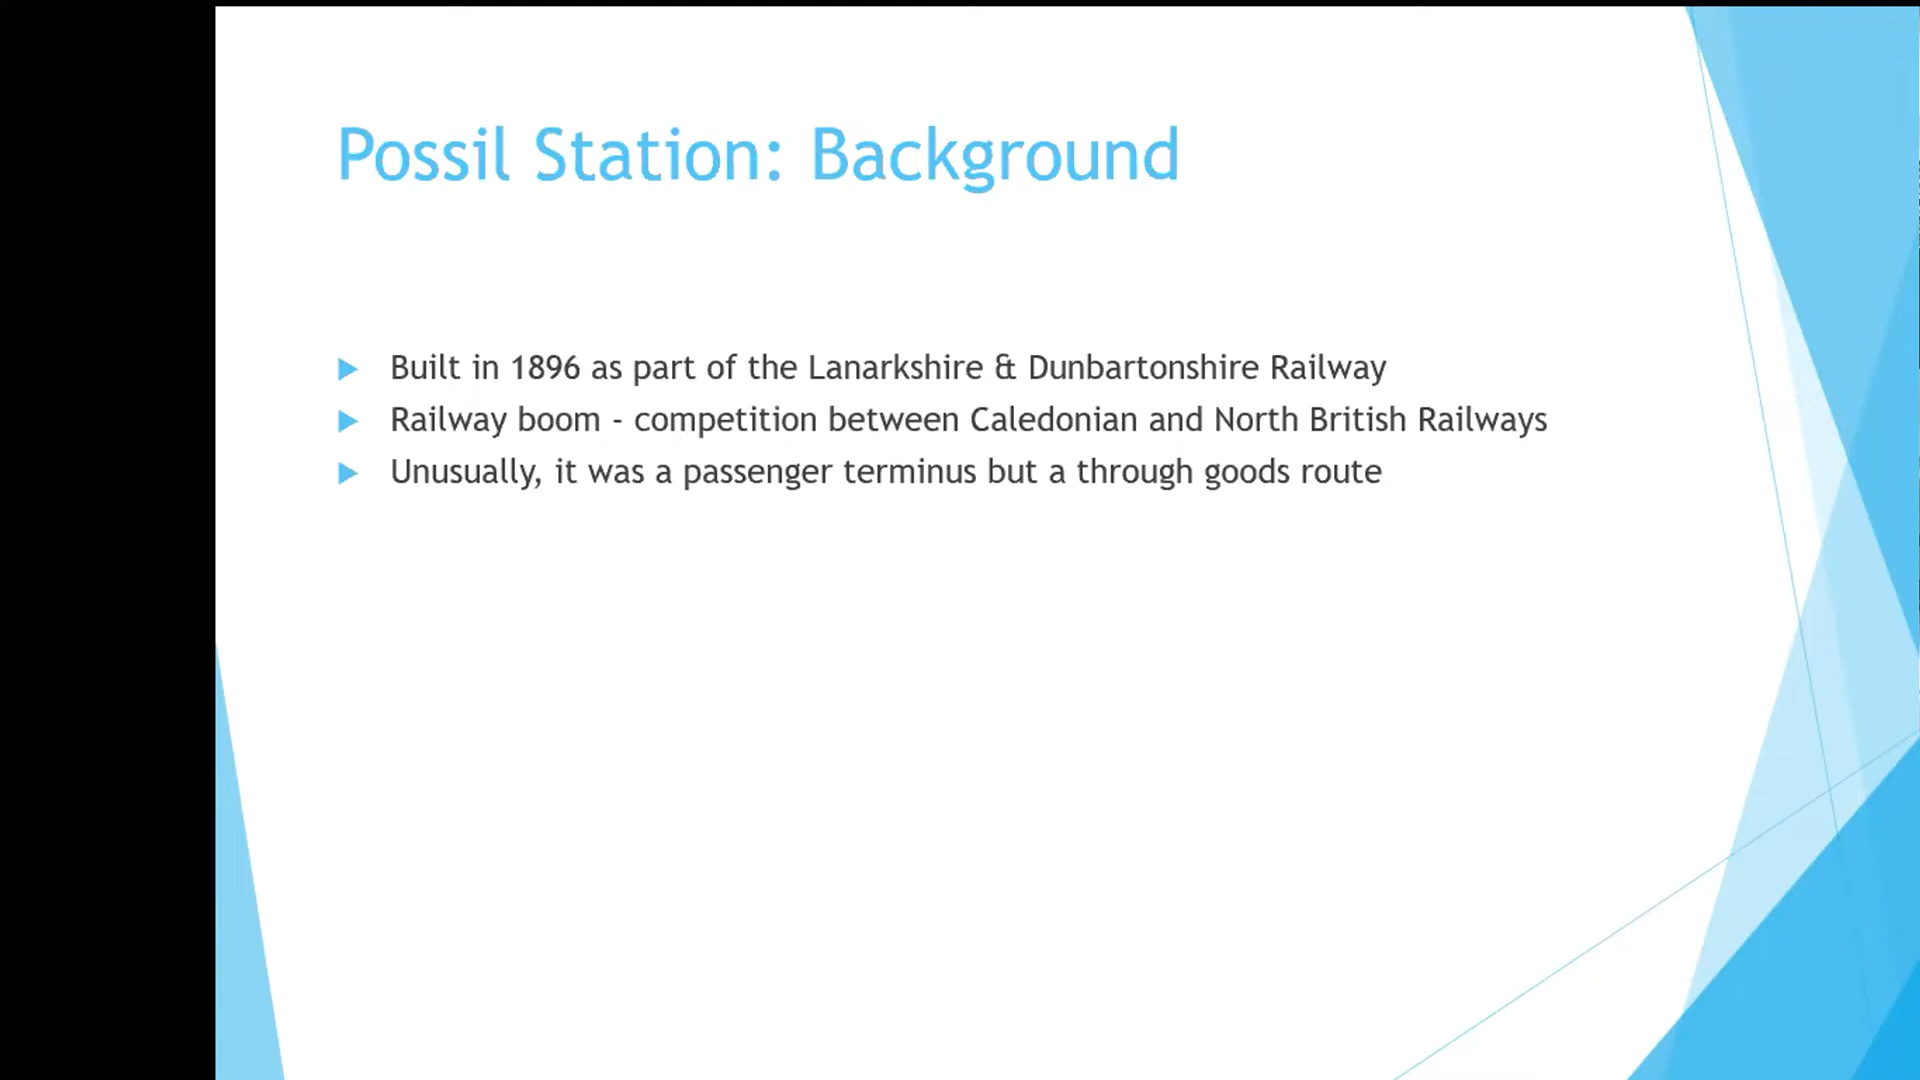 Possil Station: Background
Built in 1896 as part of the Lanarkshire & Dunbartonshire Railway
Railway boom - competition between Caledonian and North British Railways
Unusually, it was a passenger terminus but a through goods route